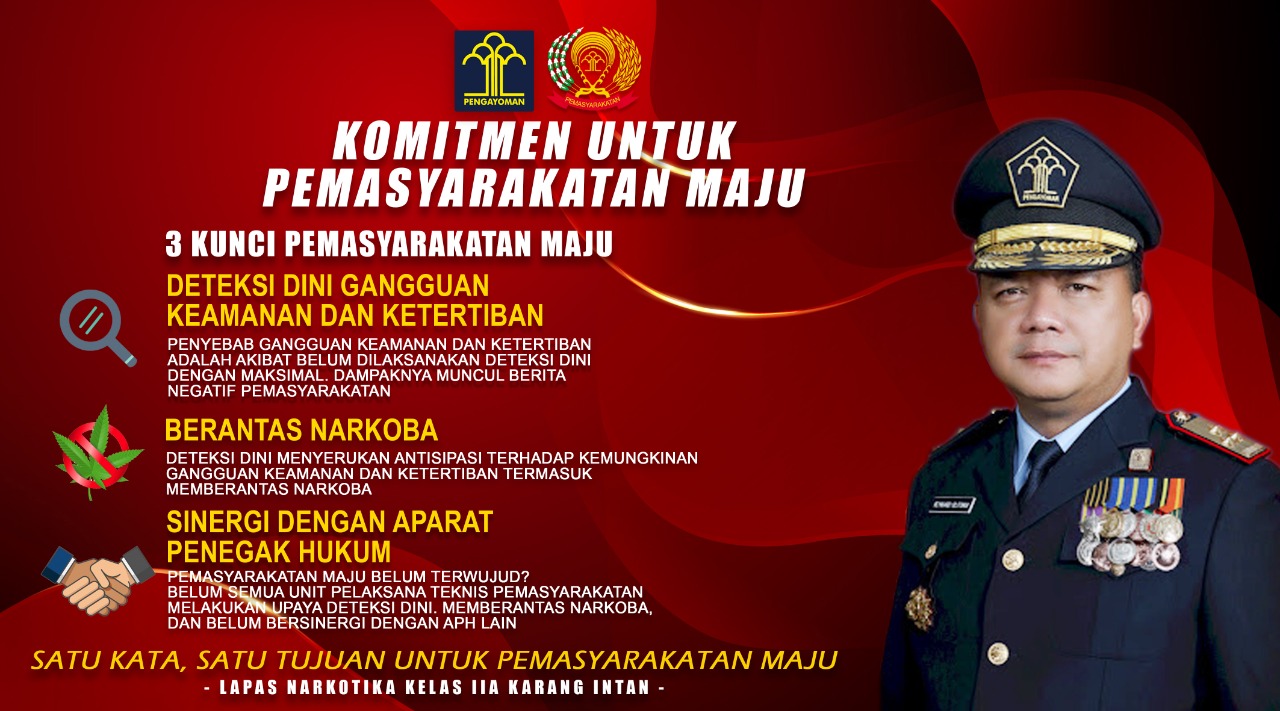 PENGAYOMAN
PEMASYARAKATAN
KOMITMEN UNTUK
PEMASYARAKATAN MAJU
3 KUNCI PEMASYARAKATAN MAJU
DETEKSI DINI GANGGUAN
KEAMANAN DAN KETERTIBAN
PENYEBAB GANGGUAN KEAMANAN DAN KETERTIBAN
ADALAH AKIBAT BELUM DILAKSANAKAN DETEKSI DINI
DENGAN MAKSIMAL. DAMPAKNYA MUNCUL BERITA
NEGATIF PEMASYARAKATAN
BERANTAS NARKOBA
DETEKSI DINI MENYERUKAN ANTISIPASI TERHADAP KEMUNGKINAN
GANGGUAN KEAMANAN DAN KETERTIBAN TERMASUK
MEMBERANTAS NARKOBA
SINERGI DENGAN APARAT
PENEGAK HUKUM
PEMASYARAKATAN MAJU BELUM TERWUJUD?
BELUM SEMUA UNIT PELAKSANA TEKNIS PEMASYARAKATAN
MELAKUKAN UPAYA DETEKSI DINI. MEMBERANTAS NARKOBA,
DAN BELUM BERSINERGI DENGAN APH LAIN
SATU KATA, SATU TUJUAN UNTUK PEMASYARAKATAN MAJU
- LAPAS NARKOTIKA KELAS IIA KARANG INTAN -
PENGAYOMAN